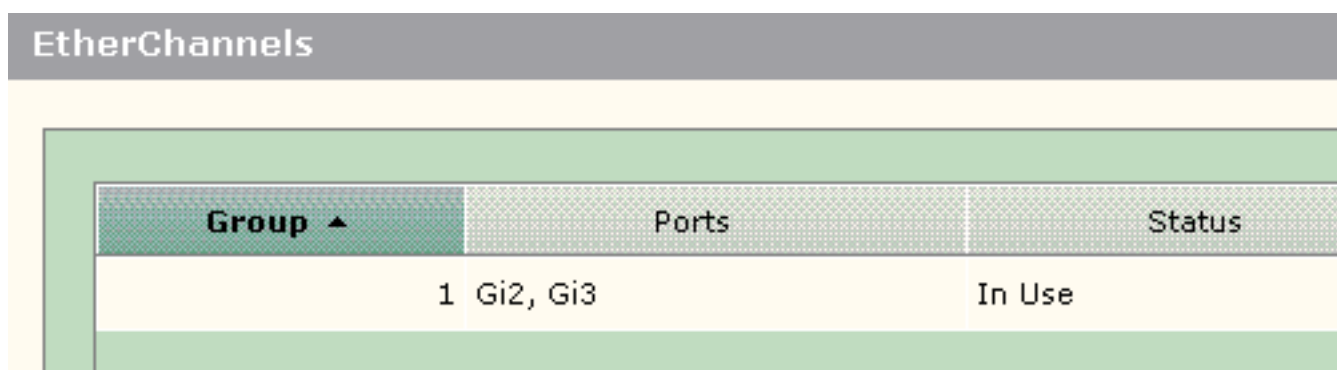 EtherChannels
Group ▲ Ports Status
1 Gi2, Gi3 In Use